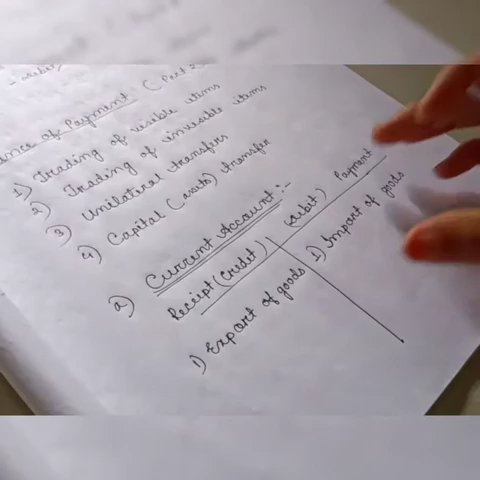 ance of Payment (Part 2
1) Trading of visible items
2) Trading of invisible items
3) Unilateral transfers
4) Capital (assets) transfer
a) Current Account :-
Receipt (Credit) (Debit) Payment
1) Export of goods 1) Import of goods